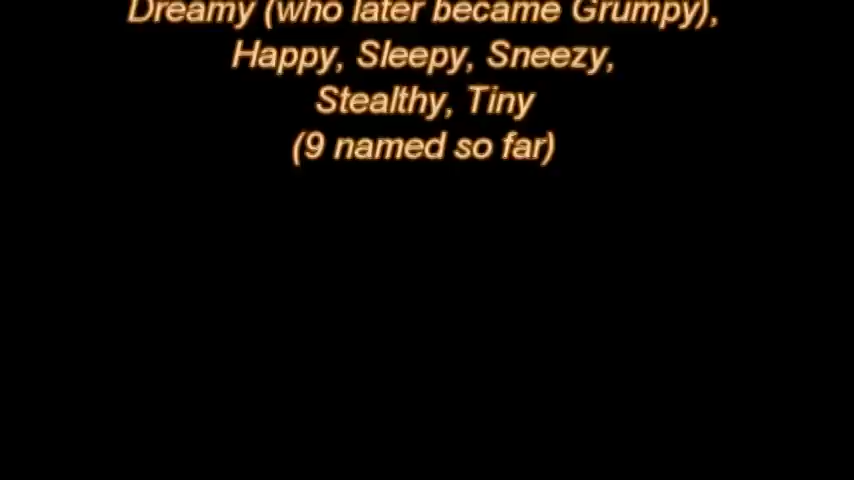 Dreamy (who later became Grumpy),
Happy, Sleepy, Sneezy,
Stealthy, Tiny
(9 named so far)